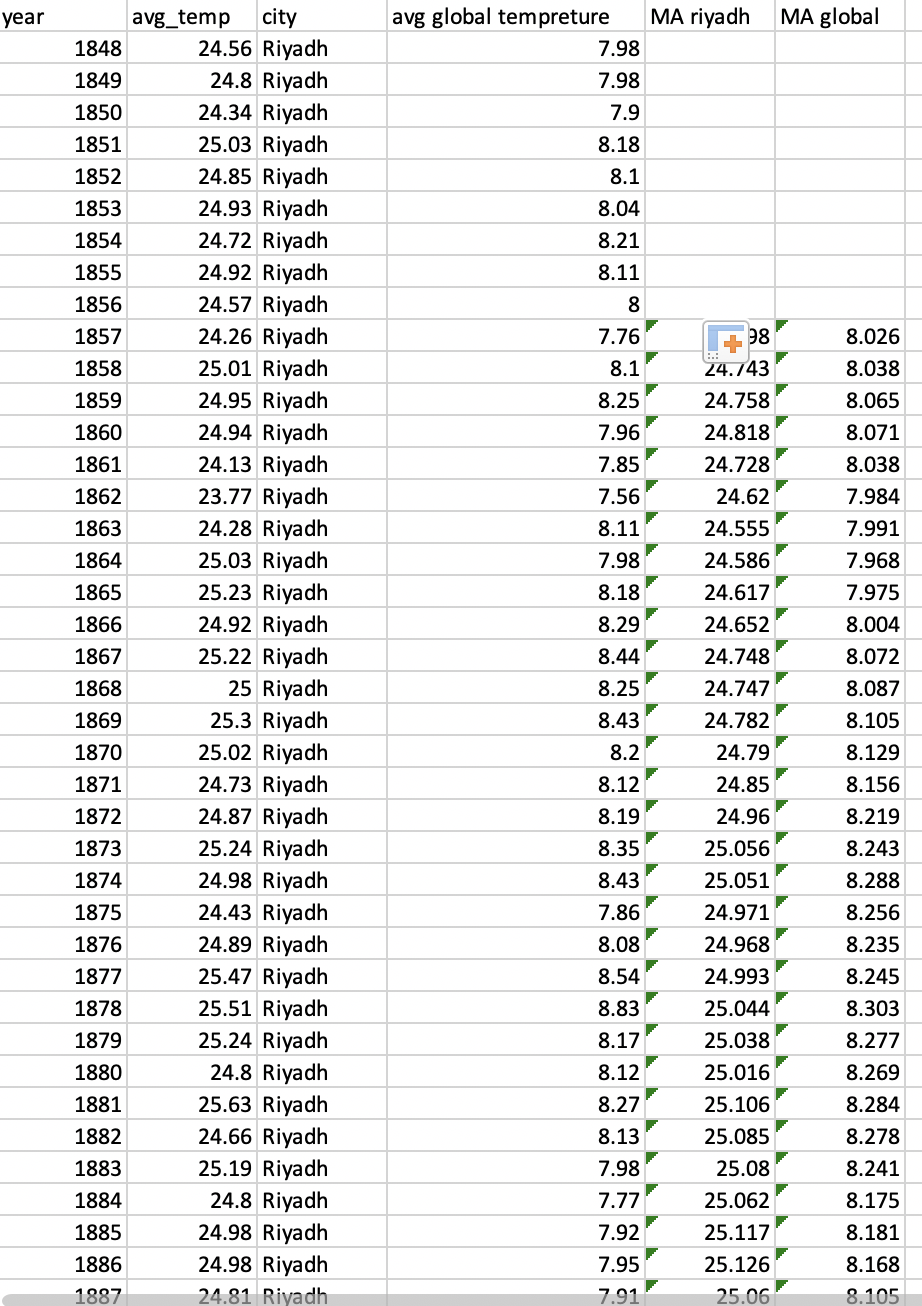 year avg_temp city avg global tempreture MA riyadh MA global
1848 24.56 Riyadh 7.98
1849 24.8 Riyadh 7.98
1850 24.34 Riyadh 7.9
1851 25.03 Riyadh 8.18
1852 24.85 Riyadh 8.1
1853 24.93 Riyadh 8.04
1854 24.72 Riyadh 8.21
1855 24.92 Riyadh 8.11
1856 24.57 Riyadh 8
1857 24.26 Riyadh 7.76 98 8.026
1858 25.01 Riyadh 8.1 24.743 8.038
1859 24.95 Riyadh 8.25 24.758 8.065
1860 24.94 Riyadh 7.96 24.818 8.071
1861 24.13 Riyadh 7.85 24.728 8.038
1862 23.77 Riyadh 7.56 24.62 7.984
1863 24.28 Riyadh 8.11 24.555 7.991
1864 25.03 Riyadh 7.98 24.586 7.968
1865 25.23 Riyadh 8.18 24.617 7.975
1866 24.92 Riyadh 8.29 24.652 8.004
1867 25.22 Riyadh 8.44 24.748 8.072
1868 25 Riyadh 8.25 24.747 8.087
1869 25.3 Riyadh 8.43 24.782 8.105
1870 25.02 Riyadh 8.2 24.79 8.129
1871 24.73 Riyadh 8.12 24.85 8.156
1872 24.87 Riyadh 8.19 24.96 8.219
1873 25.24 Riyadh 8.35 25.056 8.243
1874 24.98 Riyadh 8.43 25.051 8.288
1875 24.43 Riyadh 7.86 24.971 8.256
1876 24.89 Riyadh 8.08 24.968 8.235
1877 25.47 Riyadh 8.54 24.993 8.245
1878 25.51 Riyadh 8.83 25.044 8.303
1879 25.24 Riyadh 8.17 25.038 8.277
1880 24.8 Riyadh 8.12 25.016 8.269
1881 25.63 Riyadh 8.27 25.106 8.284
1882 24.66 Riyadh 8.13 25.085 8.278
1883 25.19 Riyadh 7.98 25.08 8.241
1884 24.8 Riyadh 7.77 25.062 8.175
1885 24.98 Riyadh 7.92 25.117 8.181
1886 24.98 Riyadh 7.95 25.126 8.168
1887 24.81 Riyadh 7.91 25.06 8.105